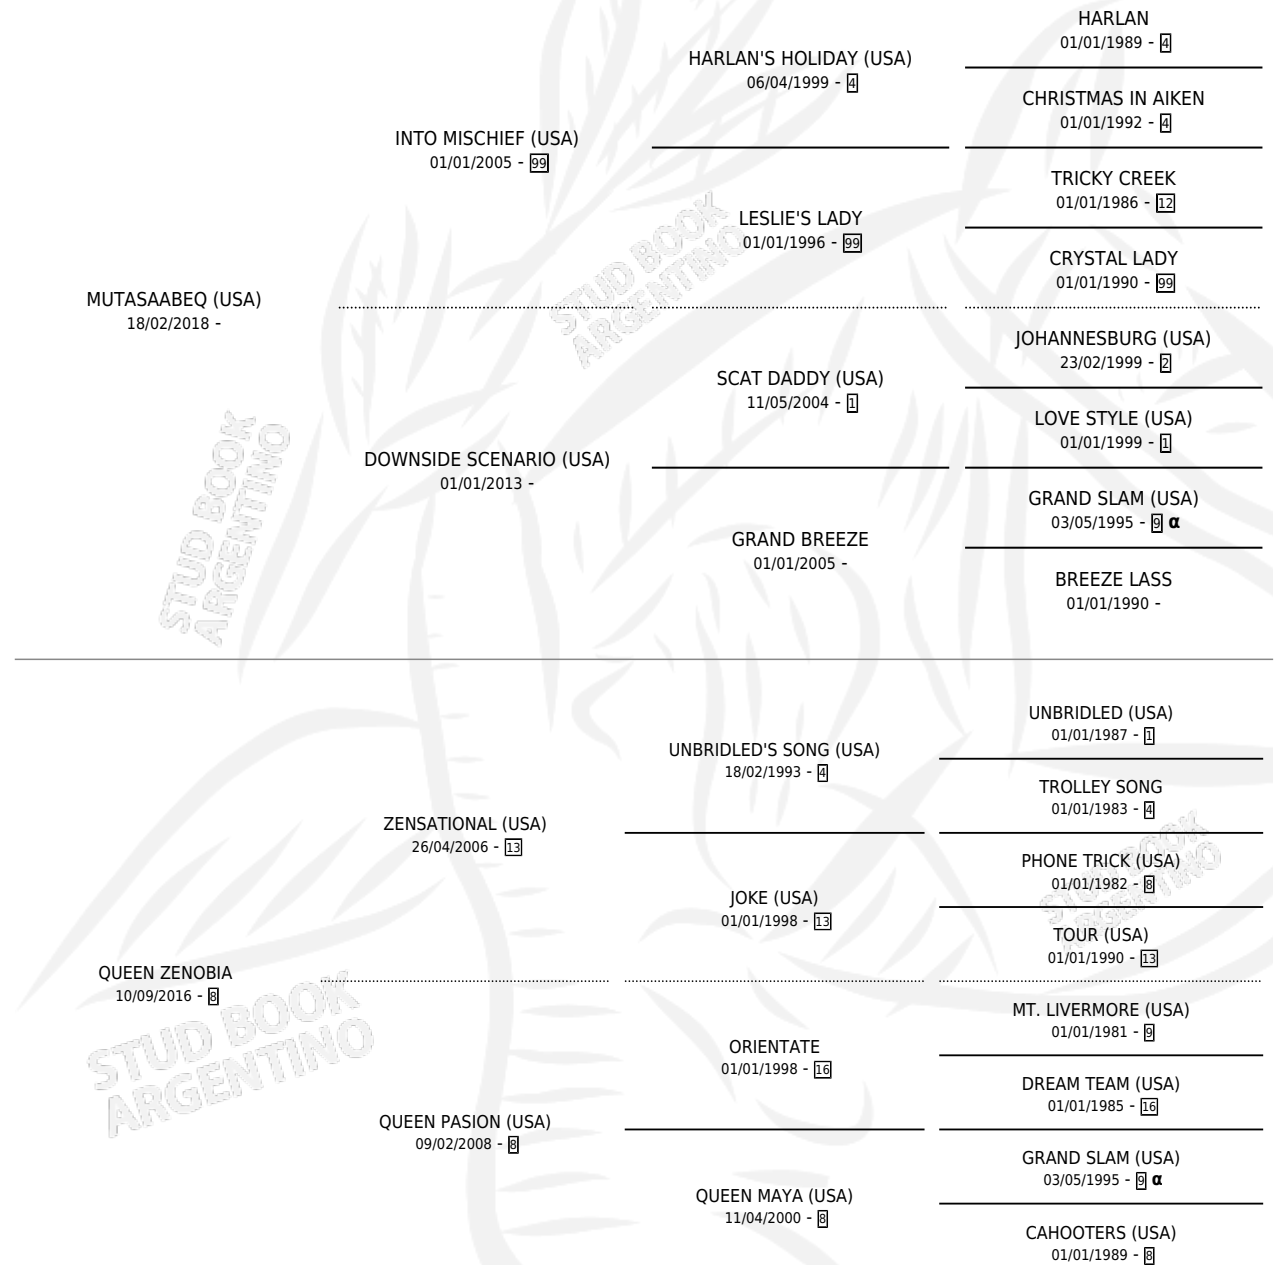 HARLAN
01/01/1989 - 4
HARLAN'S HOLIDAY (USA)
06/04/1999 - 4
CHRISTMAS IN AIKEN
01/01/1992 - 4
INTO MISCHIEF (USA)
01/01/2005 - 99
TRICKY CREEK
01/01/1986 - 12
LESLIE'S LADY
01/01/1996 - 99
CRYSTAL LADY
01/01/1990 - 99
MUTASAABEQ (USA)
18/02/2018 -
JOHANNESBURG (USA)
23/02/1999 - 2
SCAT DADDY (USA)
11/05/2004 - 1
LOVE STYLE (USA)
01/01/1999 - 1
DOWNSIDE SCENARIO (USA)
01/01/2013 -
GRAND SLAM (USA)
03/05/1995 - 9 α
GRAND BREEZE
01/01/2005 -
BREEZE LASS
01/01/1990 -
UNBRIDLED (USA)
01/01/1987 - 1
UNBRIDLED'S SONG (USA)
18/02/1993 - 4
TROLLEY SONG
01/01/1983 - 4
ZENSATIONAL (USA)
26/04/2006 - 13
PHONE TRICK (USA)
01/01/1982 - 8
JOKE (USA)
01/01/1998 - 13
TOUR (USA)
01/01/1990 - 13
QUEEN ZENOBIA
10/09/2016 - 8
MT. LIVERMORE (USA)
01/01/1981 - 9
ORIENTATE
01/01/1998 - 16
DREAM TEAM (USA)
01/01/1985 - 16
QUEEN PASION (USA)
09/02/2008 - 8
GRAND SLAM (USA)
03/05/1995 - 9 α
QUEEN MAYA (USA)
11/04/2000 - 8
CAHOOTERS (USA)
01/01/1989 - 8
STUD BOOK
ARGENTINO
STUD BOOK
ARGENTINO
STUD BOOK
ARGENTINO
STUD BOOK
ARGENTINO